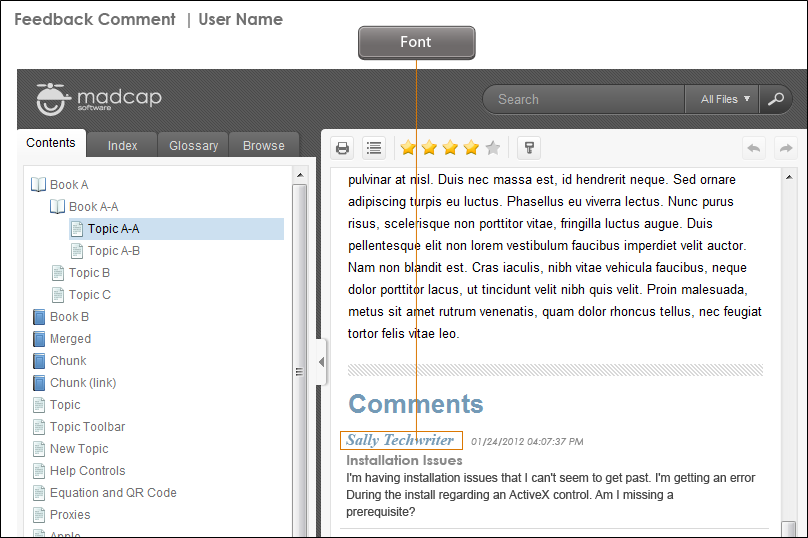 Feedback Comment | User Name
Font
madcap
software
Search
All Files ▼
Contents
Index
Glossary
Browse
Book A
Book A-A
Topic A-A
Topic A-B
Topic B
Topic C
Book B
Merged
Chunk
Chunk (link)
Topic
Topic Toolbar
New Topic
Help Controls
Equation and QR Code
Proxies
Apple
pulvinar at nisl. Duis nec massa est, id hendrerit neque. Sed ornare
adipiscing turpis eu luctus. Phasellus eu viverra lectus. Nunc purus
risus, scelerisque non porttitor vitae, fringilla luctus augue. Duis
pellentesque elit non lorem vestibulum faucibus imperdiet velit auctor.
Nam non blandit est. Cras iaculis, nibh vitae vehicula faucibus, neque
dolor porttitor lacus, ut tincidunt velit nibh quis velit. Proin malesuada,
metus sit amet rutrum venenatis, quam dolor rhoncus tellus, nec feugiat
tortor felis vitae leo.
Comments
Sally Techwriter 01/24/2012 04:07:37 PM
Installation Issues
I'm having installation issues that I can't seem to get past. I'm getting an error
During the install regarding an ActiveX control. Am I missing a
prerequisite?